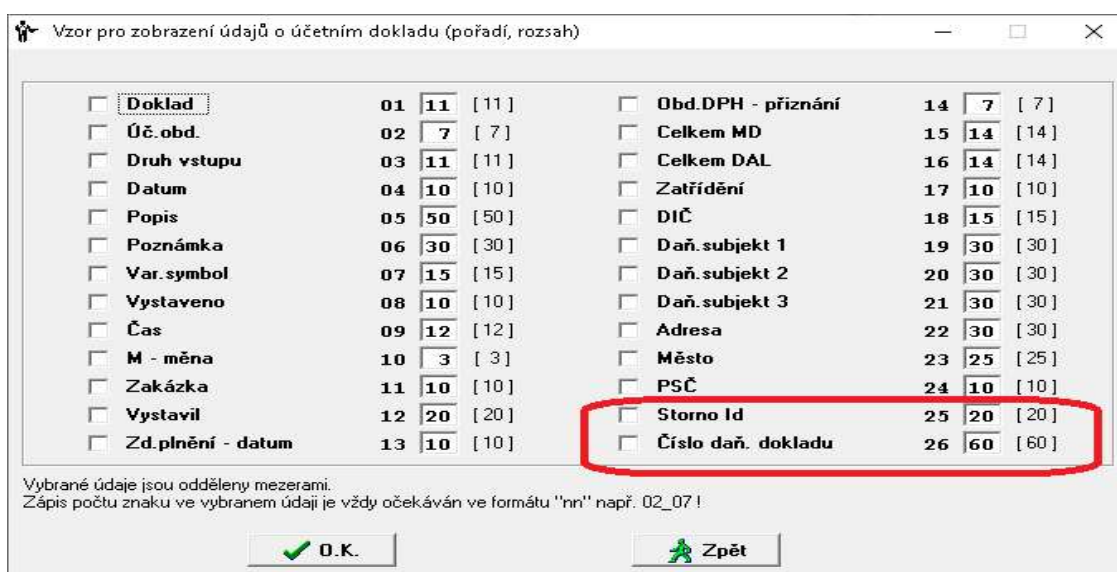 Vzor pro zobrazení údajů o účetním dokladu (pořadí, rozsah)
Doklad 01 11 [11]
Úč.obd. 02 7 [ 7]
Druh vstupu 03 11 [11]
Datum 04 10 [10]
Popis 05 50 [50]
Poznámka 06 30 [30]
Var.symbol 07 15 [15]
Vystaveno 08 10 [10]
Čas 09 12 [12]
M - měna 10 3 [ 3]
Zakázka 11 10 [10]
Vystavil 12 20 [20]
Zd.plnění - datum 13 10 [10]
Obd.DPH - přiznání 14 7 [ 7]
Celkem MD 15 14 [14]
Celkem DAL 16 14 [14]
Zatřídění 17 10 [10]
DIČ 18 15 [15]
Daň.subjekt 1 19 30 [30]
Daň.subjekt 2 20 30 [30]
Daň.subjekt 3 21 30 [30]
Adresa 22 30 [30]
Město 23 25 [25]
PSČ 24 10 [10]
Storno Id 25 20 [20]
Číslo daň. dokladu 26 60 [60]
Vybrané údaje jsou odděleny mezerami.
Zápis počtu znaku ve vybranem údaji je vždy očekáván ve formátu "nn" např. 02_07 !
O.K.
Zpět